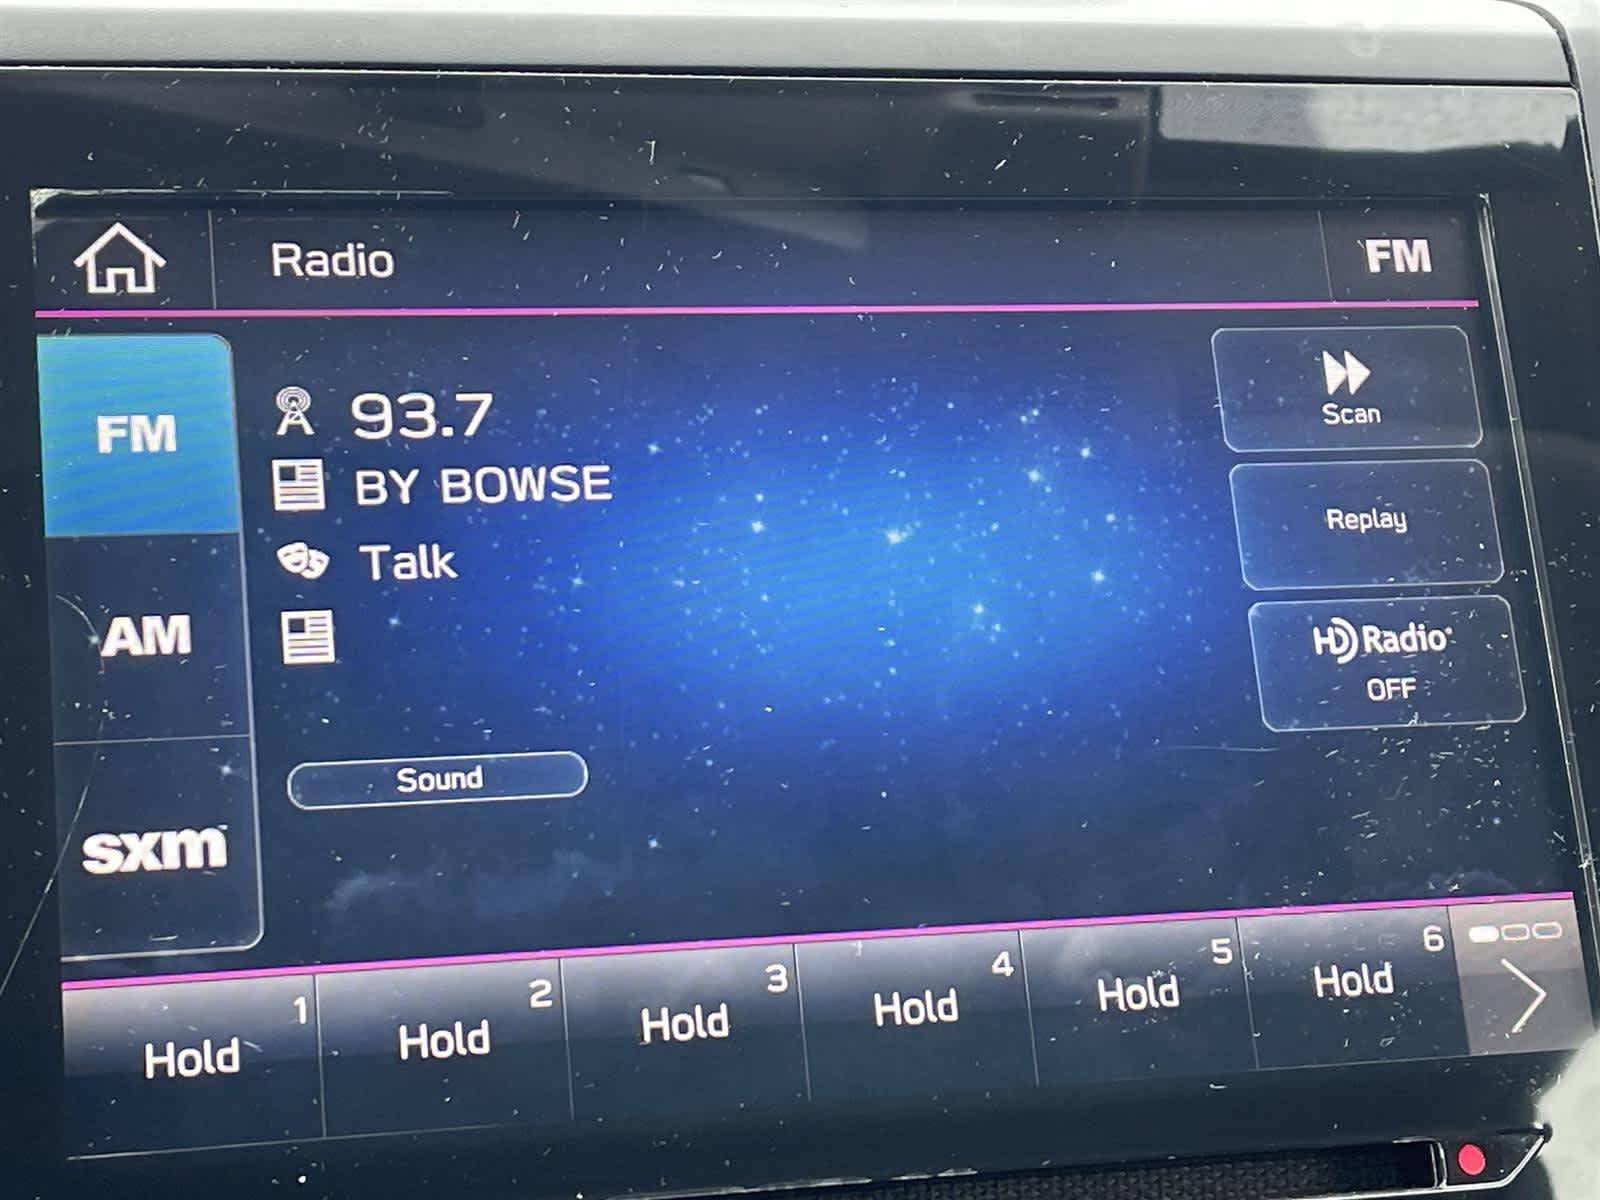 Radio
FM
FM
AM
sxm
93.7
BY BOWSE
Talk
Sound
Scan
Replay
HD Radio
OFF
1
Hold
2
Hold
3
Hold
4
Hold
5
Hold
6
Hold